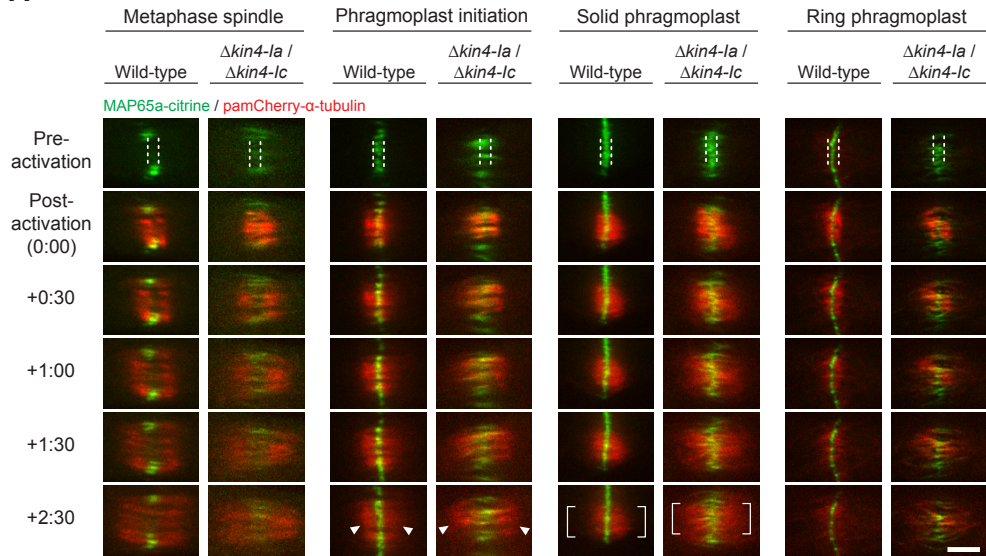 Metaphase spindle
Phragmoplast initiation
Solid phragmoplast
Ring phragmoplast
Wild-type
Δkin4-Ia /
Δkin4-Ic
Wild-type
Δkin4-Ia /
Δkin4-Ic
Wild-type
Δkin4-Ia /
Δkin4-Ic
Wild-type
Δkin4-Ia /
Δkin4-Ic
MAP65a-citrine / pamCherry-α-tubulin
Pre-
activation
Post-
activation
(0:00)
+0:30
+1:00
+1:30
+2:30